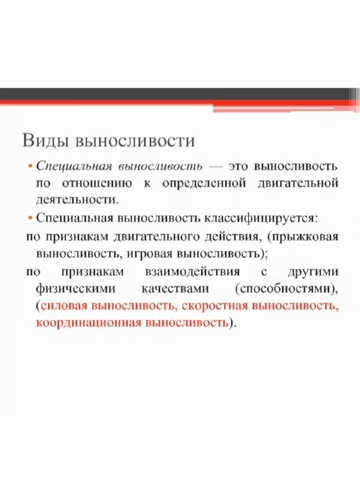 Виды выносливости
• Специальная выносливость — это выносливость
по отношению к определенной двигательной
деятельности.
• Специальная выносливость классифицируется:
по признакам двигательного действия, (прыжковая
выносливость, игровая выносливость);
по признакам взаимодействия с другими
физическими качествами (способностями),
(силовая выносливость, скоростная выносливость,
координационная выносливость).